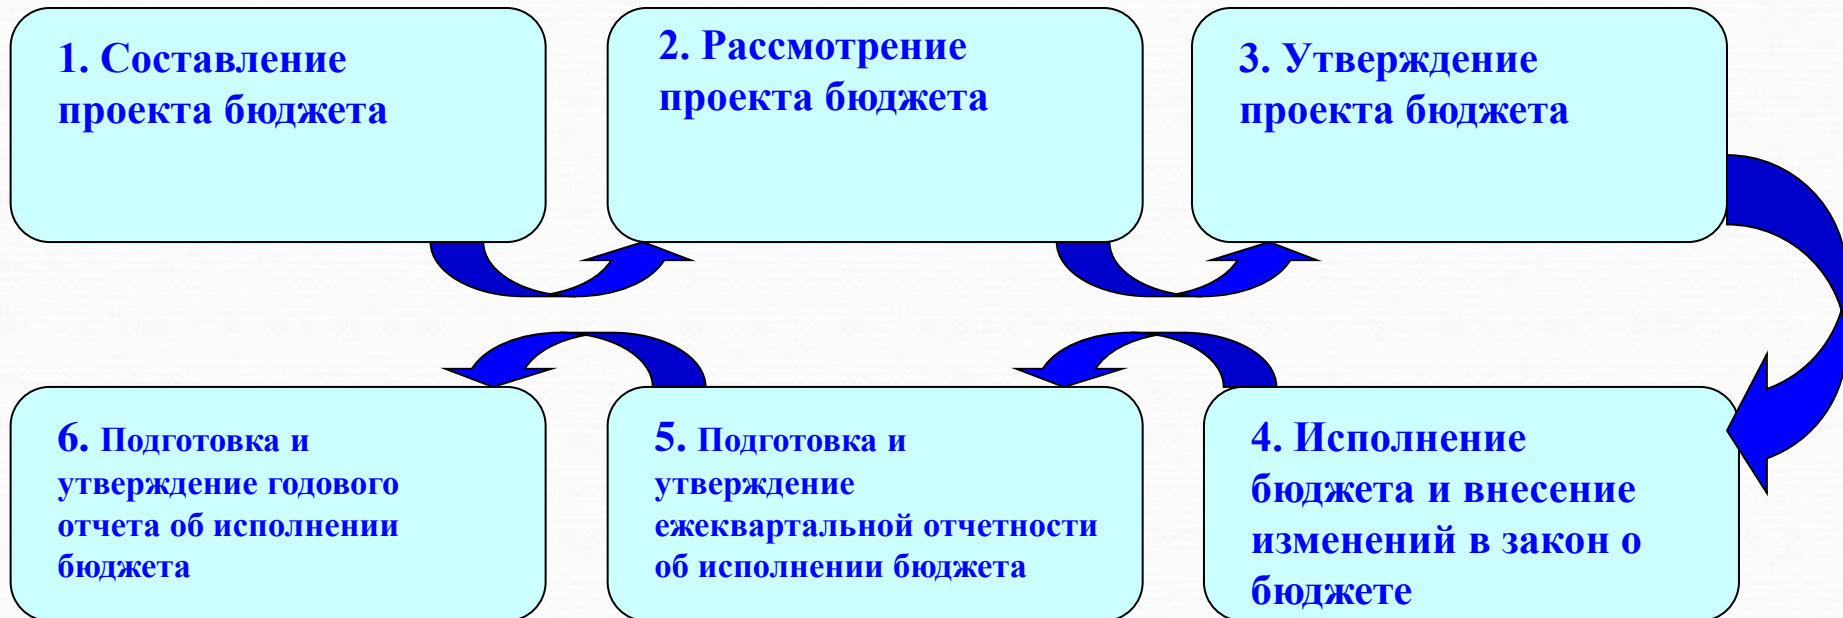 1. Составление
проекта бюджета
2. Рассмотрение
проекта бюджета
3. Утверждение
проекта бюджета
4. Исполнение
бюджета и внесение
изменений в закон о
бюджете
5. Подготовка и
утверждение
ежеквартальной отчетности
об исполнении бюджета
6. Подготовка и
утверждение годового
отчета об исполнении
бюджета